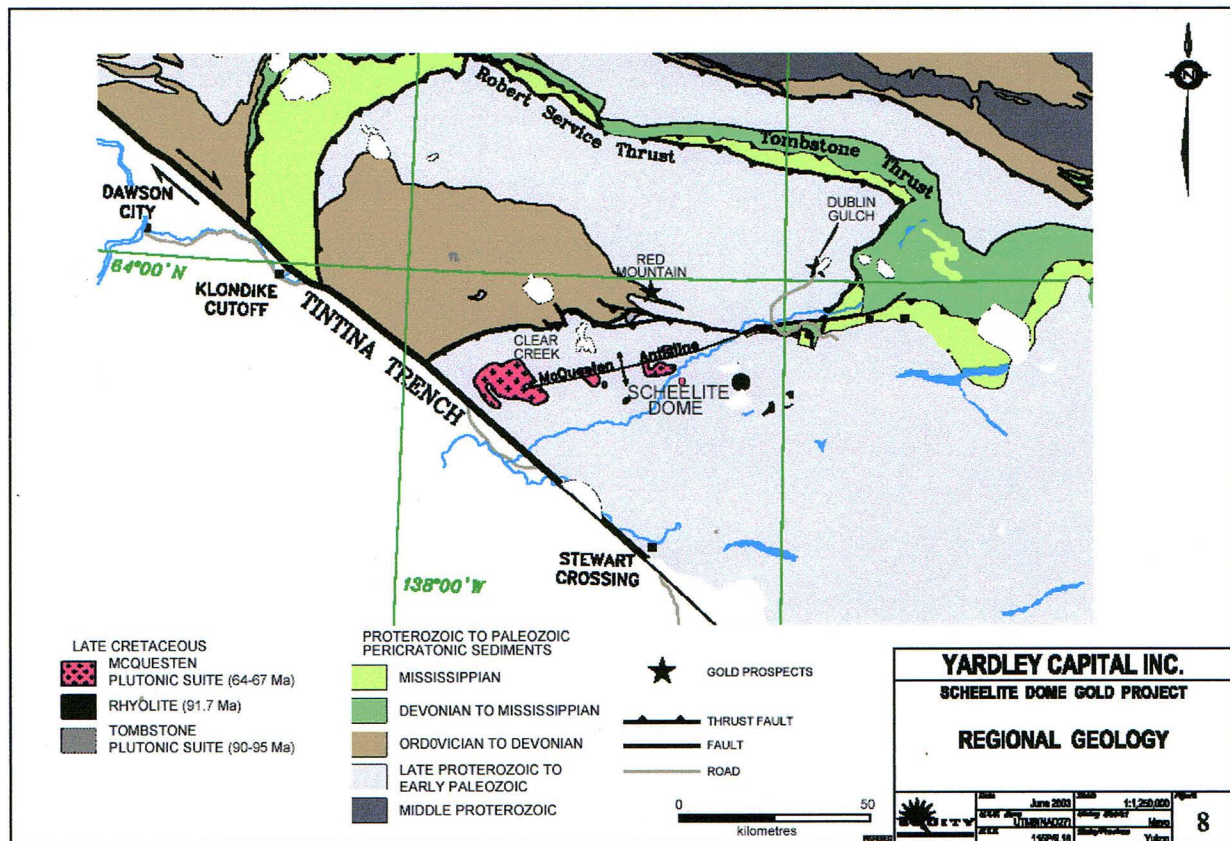 Robert Service Thrust
Tombstone Thrust
DAWSON
CITY
64°00'N
KLONDIKE
CUTOFF
TINTINA TRENCH
DUBLIN
GULCH
RED
MOUNTAIN
CLEAR
CREEK
McQuesten Anticline
SCHEELITE
DOME
138°00'W
STEWART
CROSSING
N
LATE CRETACEOUS
MCQUESTEN
PLUTONIC SUITE (64-67 Ma)
RHYOLITE (91.7 Ma)
TOMBSTONE
PLUTONIC SUITE (90-95 Ma)
PROTEROZOIC TO PALEOZOIC
PERICRATONIC SEDIMENTS
MISSISSIPPIAN
DEVONIAN TO MISSISSIPPIAN
ORD0VICIAN TO DEVONIAN
LATE PROTEROZOIC TO
EARLY PALEOZOIC
MIDDLE PROTEROZOIC
GOLD PROSPECTS
THRUST FAULT
FAULT
ROAD
0 50
kilometres
YARDLEY CAPITAL INC.
SCHEELITE DOME GOLD PROJECT
REGIONAL GEOLOGY
June 2003
1:1,250,000
Mayo
Yukon
8